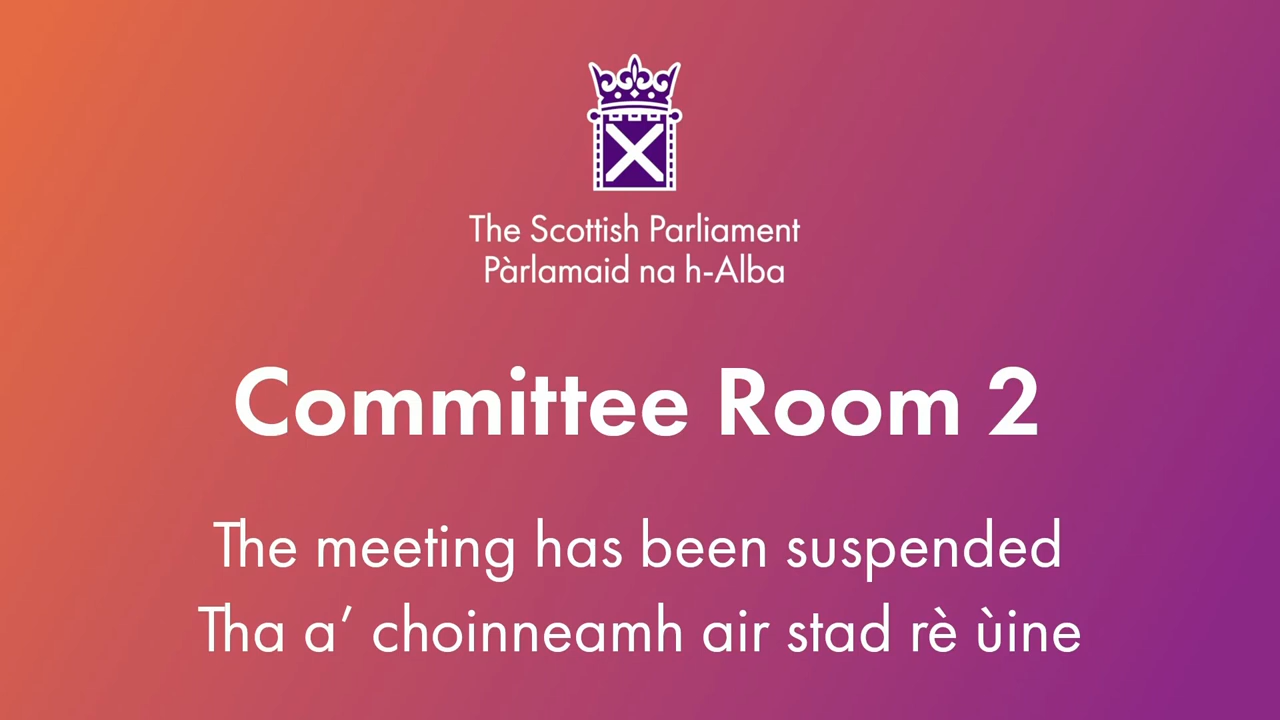 The Scottish Parliament
Pàrlamaid na h-Alba
Committee Room 2
The meeting has been suspended
Tha a’ choinneamh air stad rè ùine